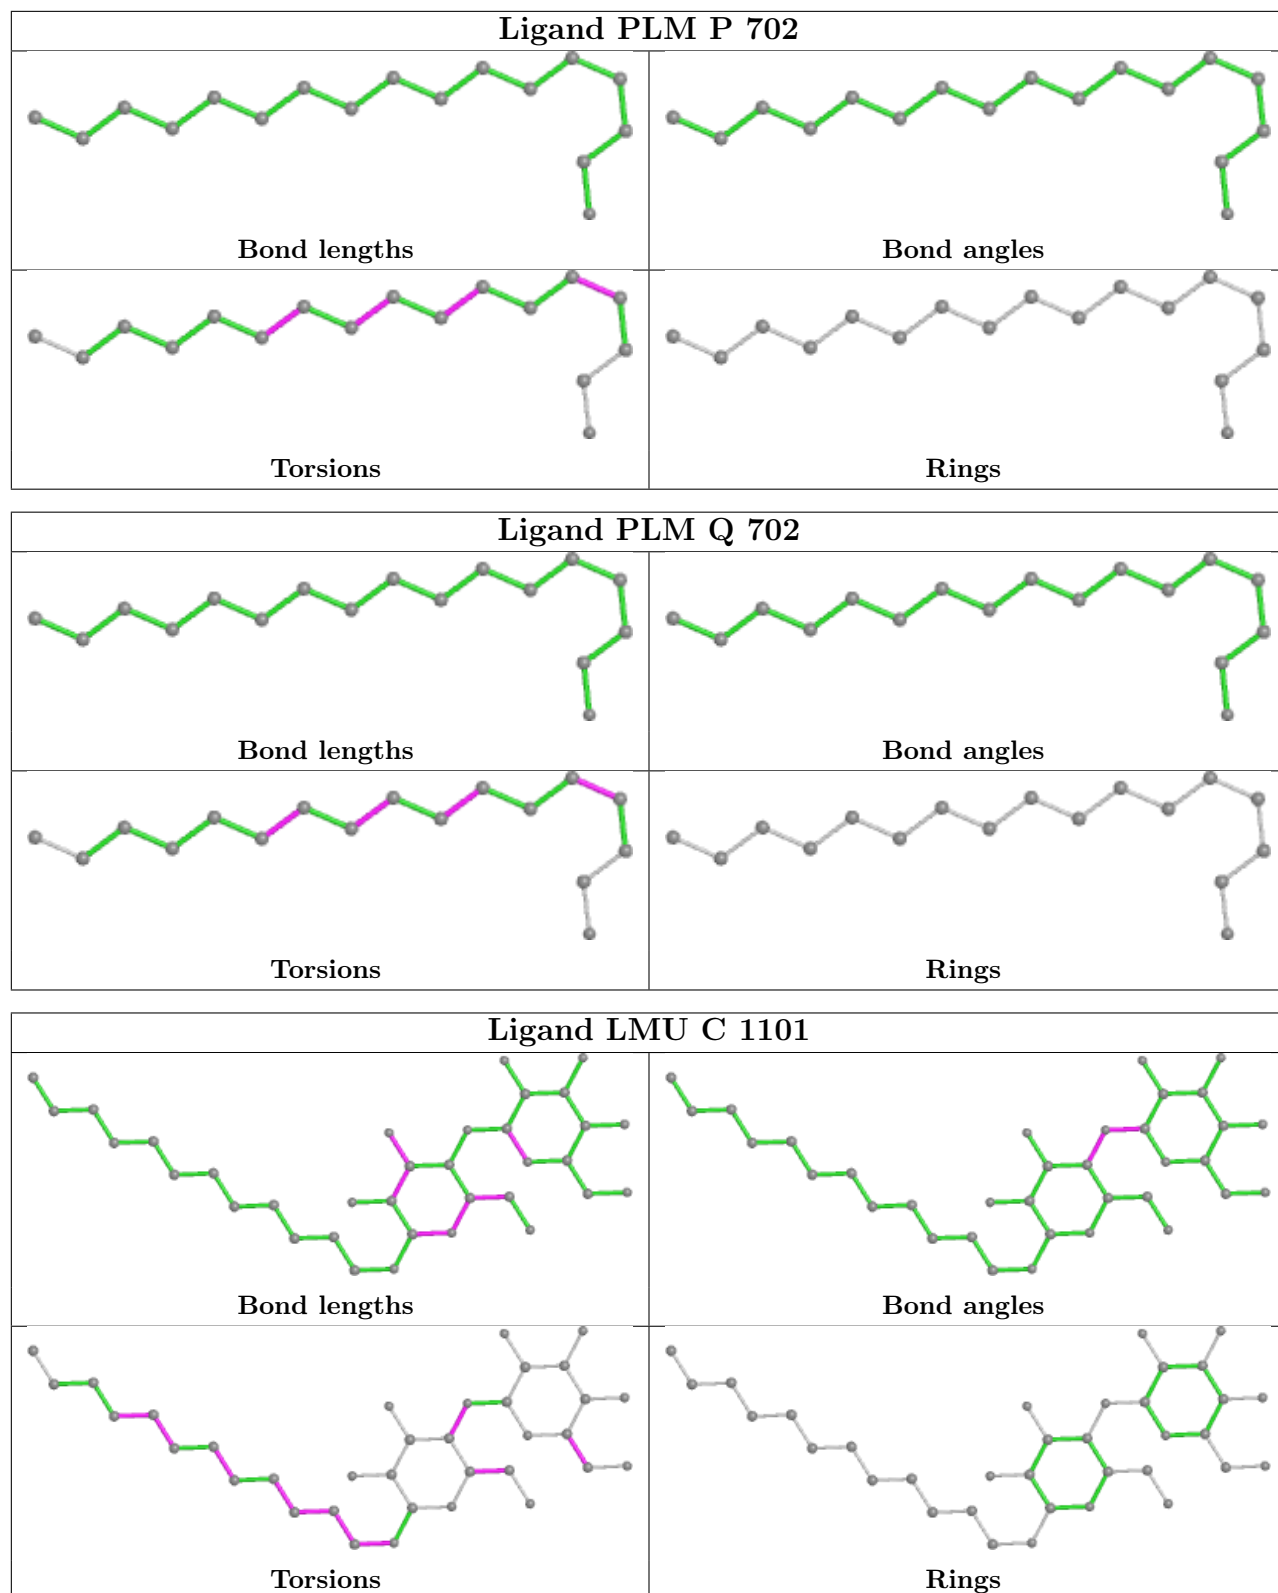 Ligand PLM P 702
Bond lengths
Bond angles
Torsions
Rings
Ligand PLM Q 702
Bond lengths
Bond angles
Torsions
Rings
Ligand LMU C 1101
Bond lengths
Bond angles
Torsions
Rings